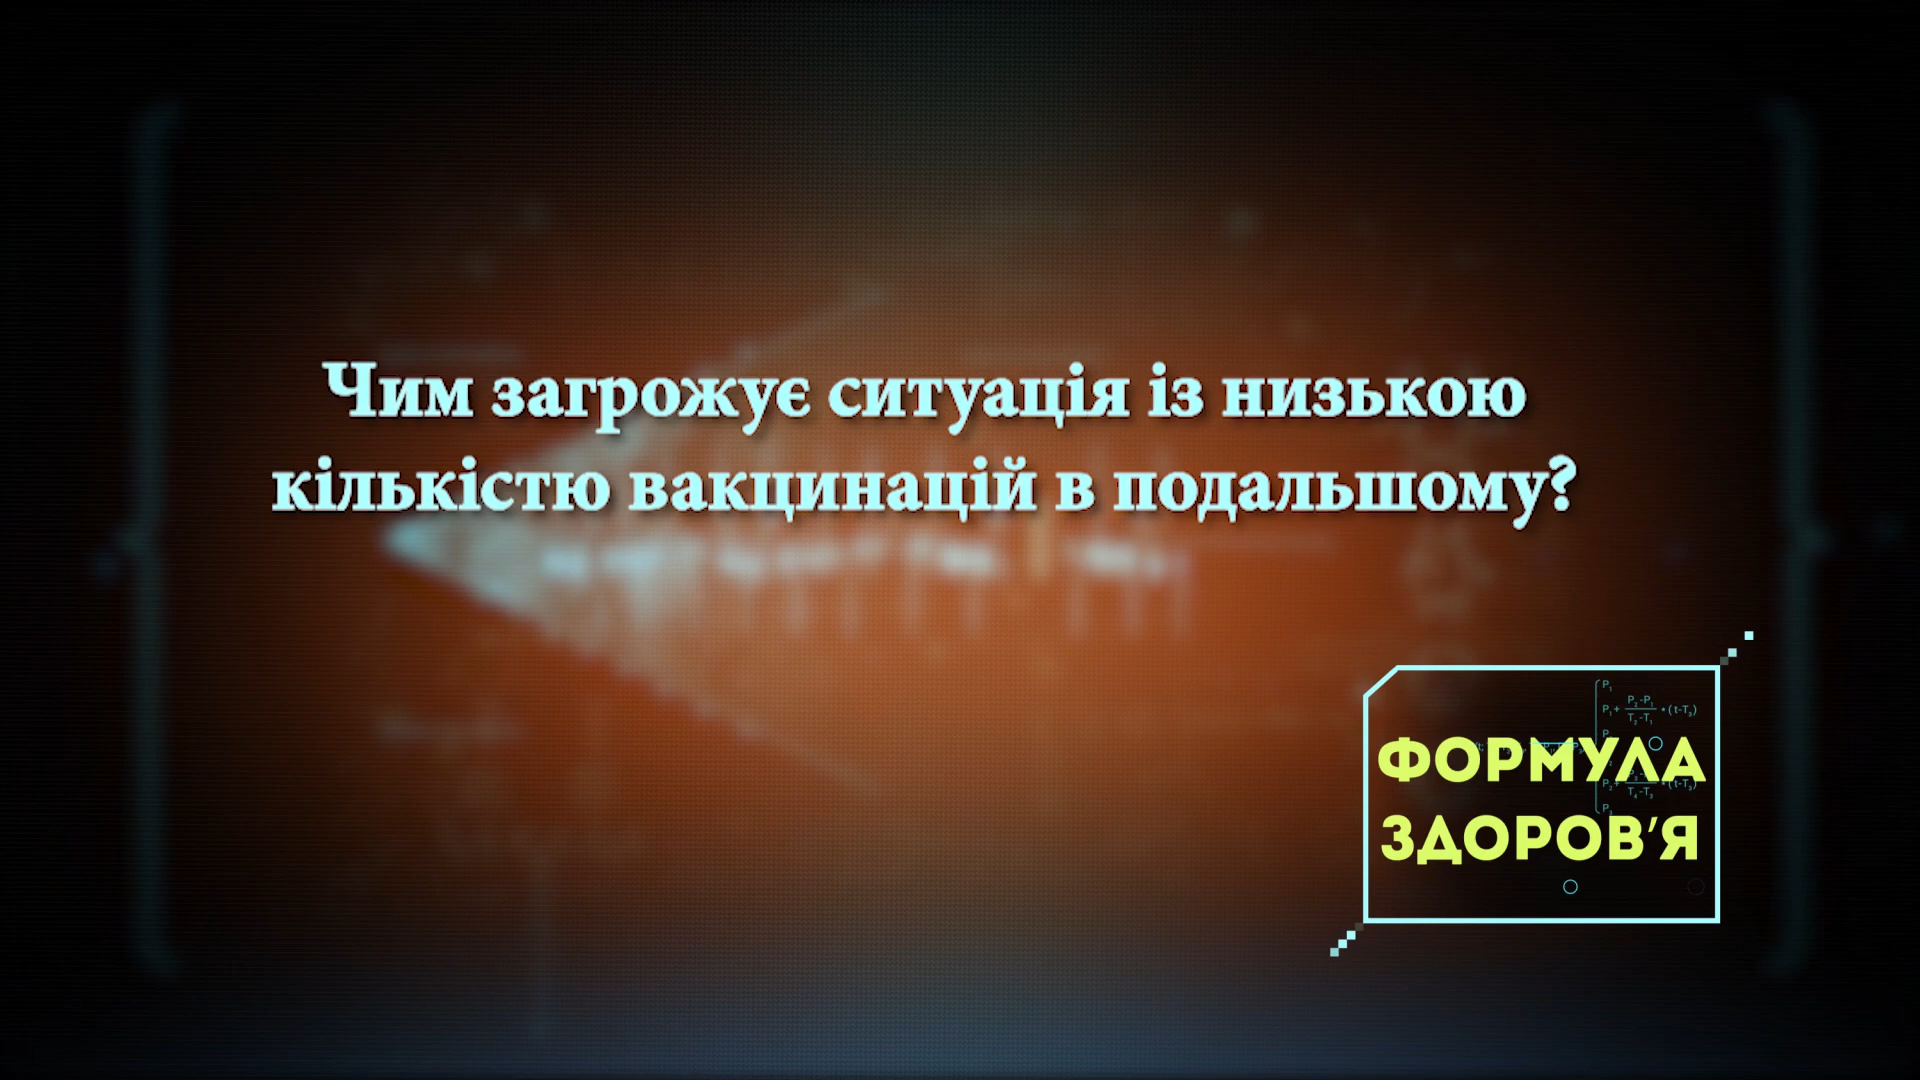 Чим загрожує ситуація із низькою
кількістю вакцинацій в подальшому?
ФОРМУЛА
ЗДОРОВ'Я